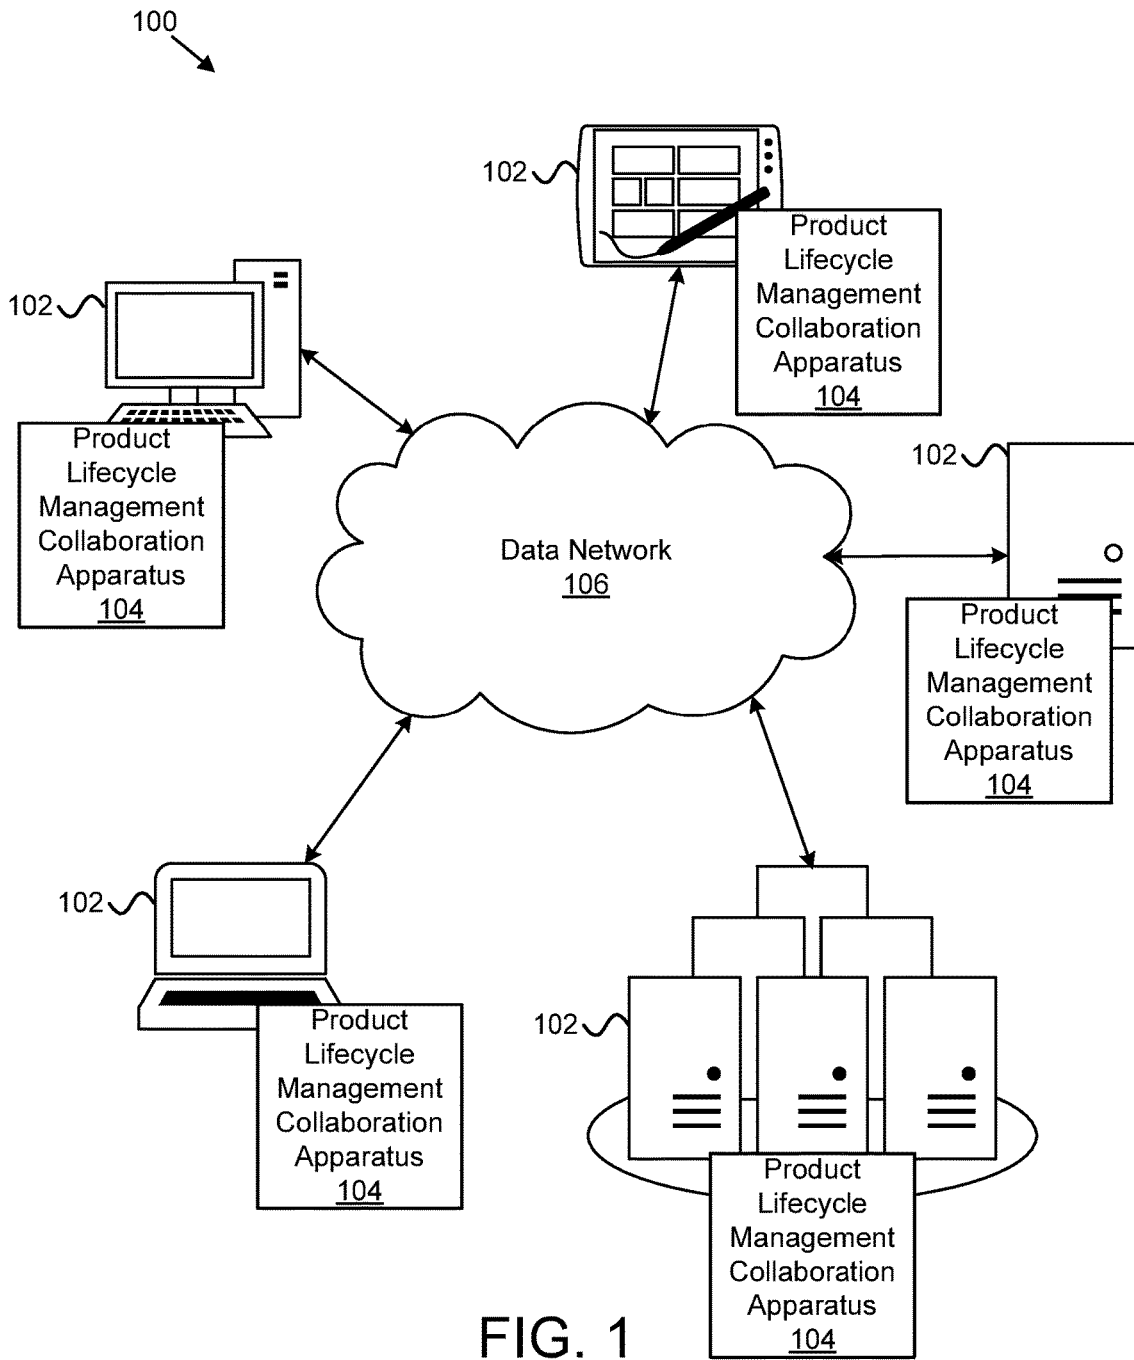 100
102
Product
Lifecycle
Management
Collaboration
Apparatus
104
102
Product
Lifecycle
Management
Collaboration
Apparatus
104
102
Product
Lifecycle
Management
Collaboration
Apparatus
104
Data Network
106
102
Product
Lifecycle
Management
Collaboration
Apparatus
104
102
Product
Lifecycle
Management
Collaboration
Apparatus
104
FIG. 1